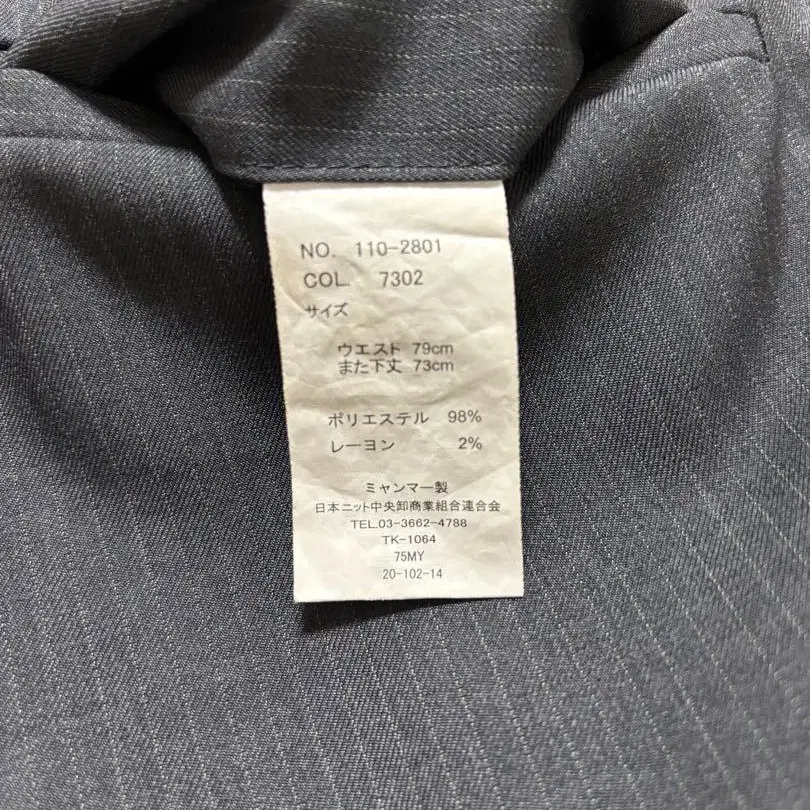 NO. 110-2801
COL. 7302
サイズ
ウエスト 79cm
また下丈 73cm
ポリエステル 98%
レーヨン 2%
ミャンマー製
日本ニット中央卸商業組合連合会
TEL.03-3662-4788
TK-1064
75MY
20-102-14